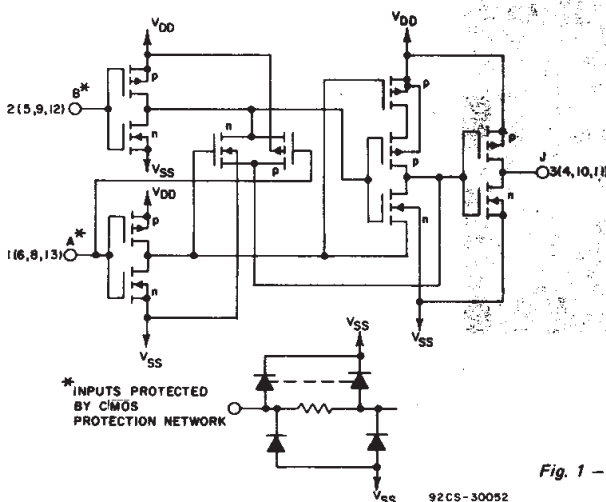 VDD
VDD
p
B*
2(5,9,12)
n
VSS
VDD
n
p
p
p
p
J
3(4,10,11)
A*
1(6,8,13)
n
n
n
VSS
VSS
VSS
*INPUTS PROTECTED
BY CMOS
PROTECTION NETWORK
VSS
92CS-30052
Fig. 1 –